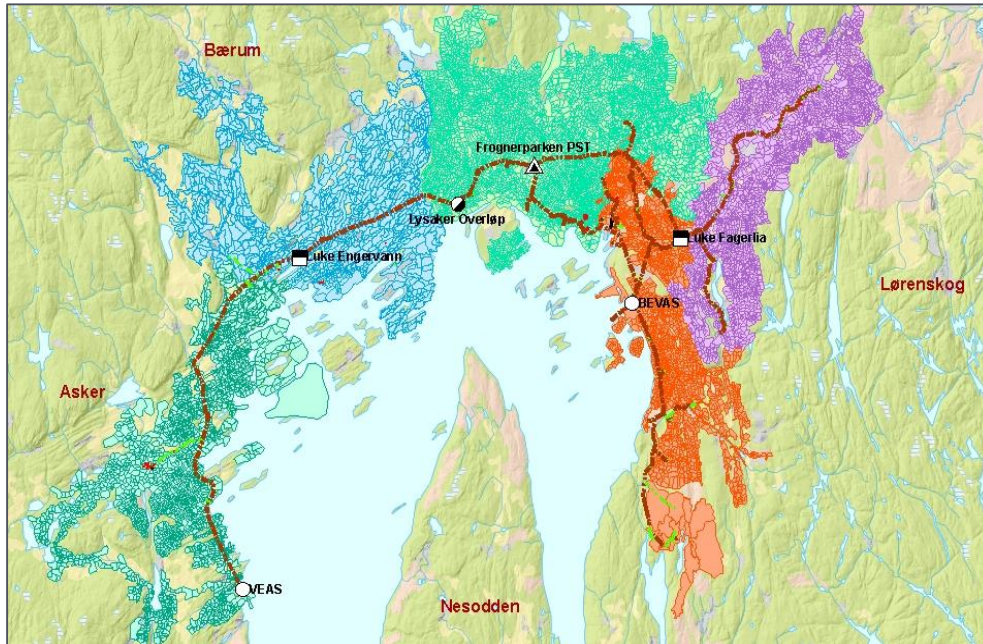 Bærum
Frognerparken PST
Lysaker Overløp
Luke Fagerlia
Luke Engervann
Lørenskog
BEVAS
Asker
VEAS
Nesodden